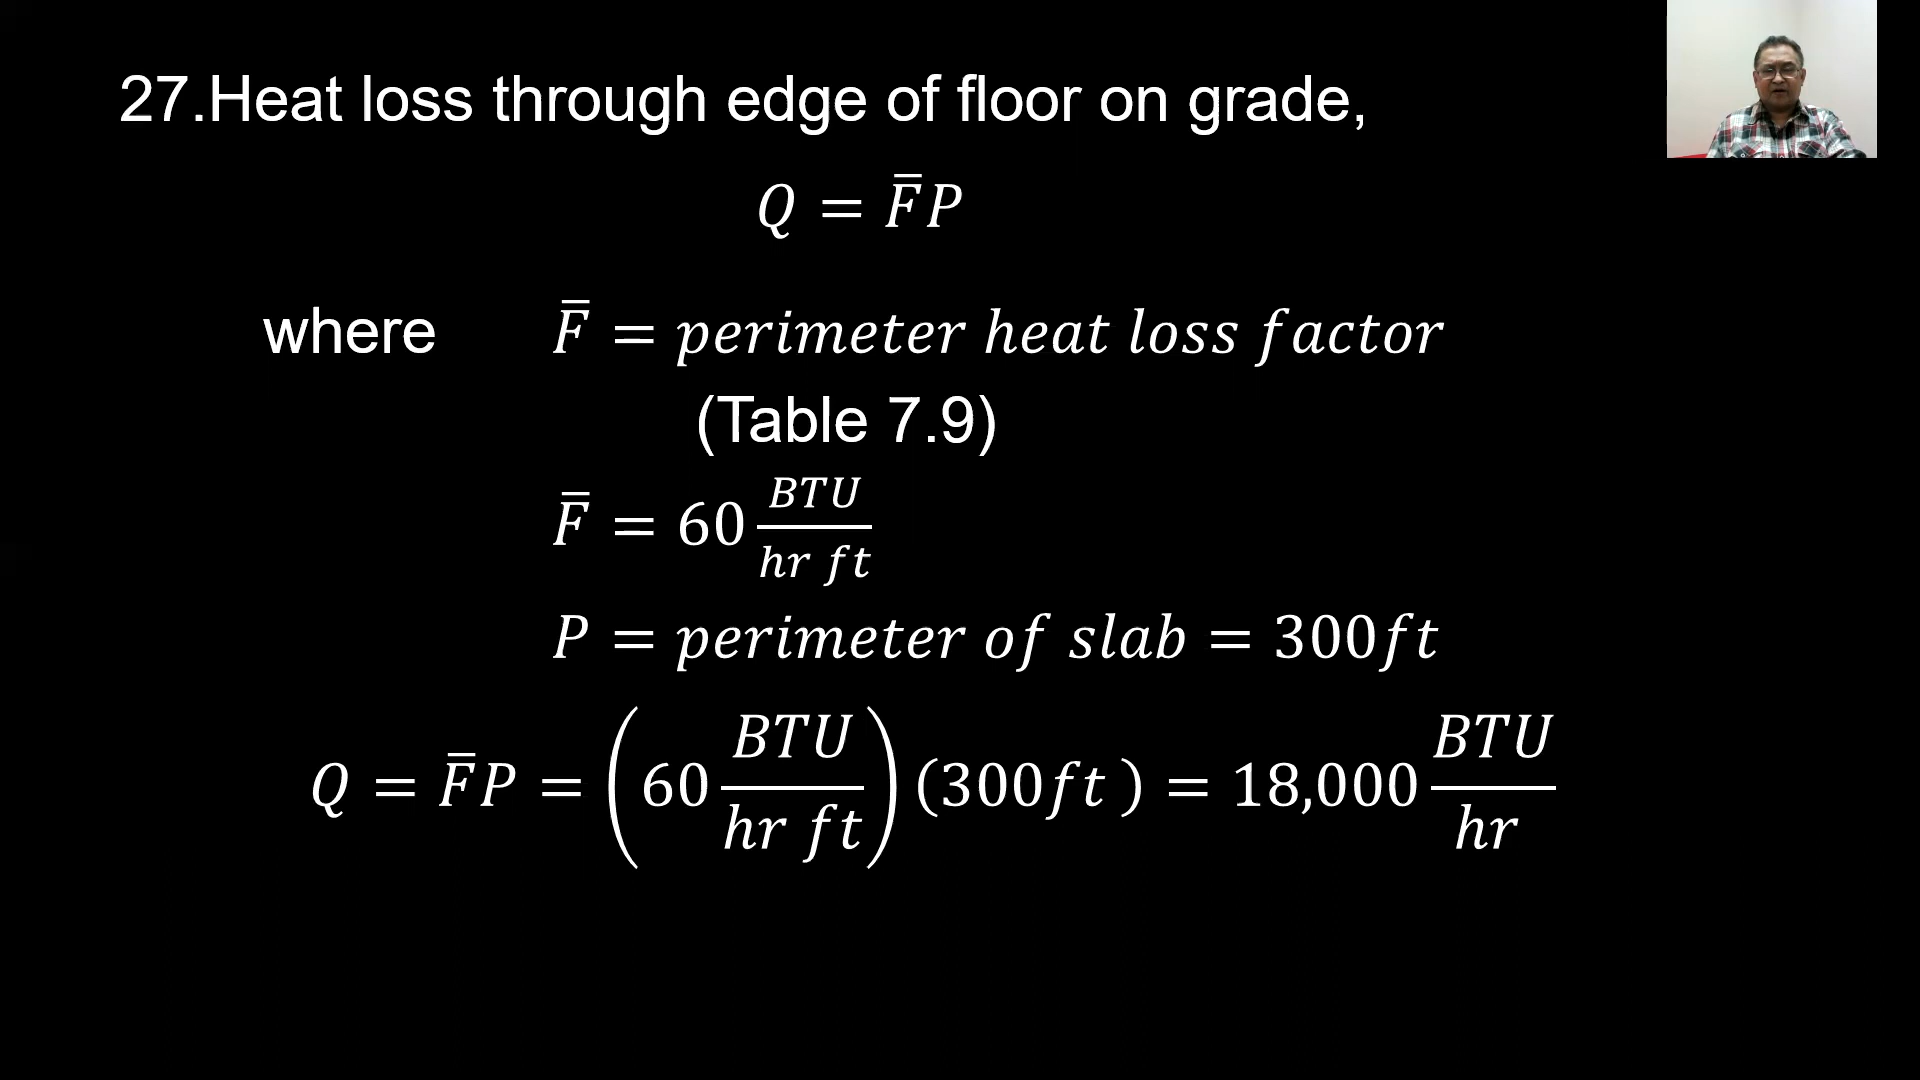 27.Heat loss through edge of floor on grade,
Q = F̅P
where F̅ = perimeter heat loss factor
(Table 7.9)
F̅ = 60 BTU/hr ft
P = perimeter of slab = 300ft
Q = F̅P = (60 BTU/hr ft)(300ft ) = 18,000 BTU/hr